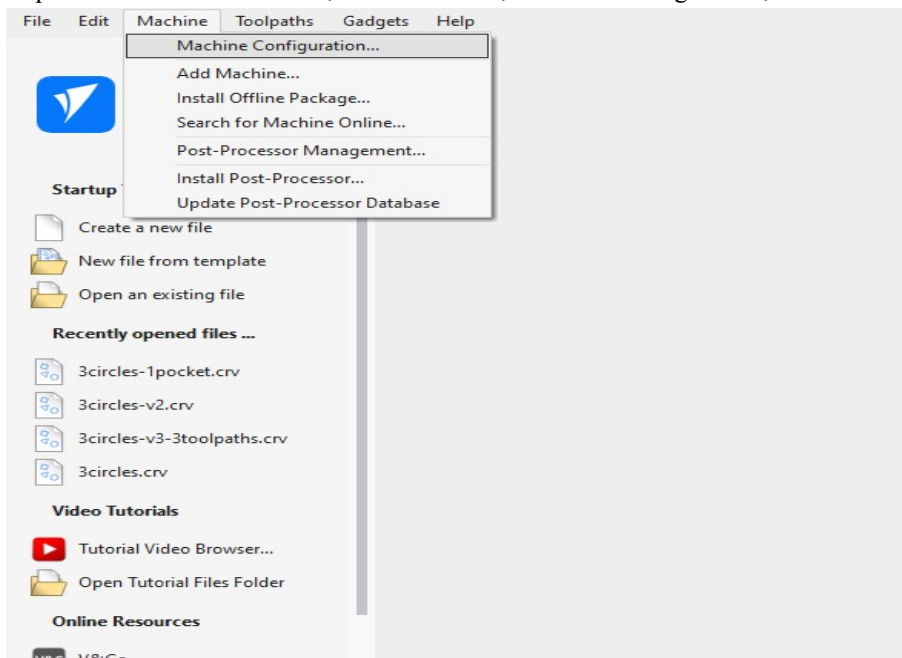 File Edit Machine Toolpaths Gadgets Help
Machine Configuration...
Add Machine...
Install Offline Package...
Search for Machine Online...
Post-Processor Management...
Install Post-Processor...
Update Post-Processor Database
Startup
Create a new file
New file from template
Open an existing file
Recently opened files ...
3circles-1pocket.crv
3circles-v2.crv
3circles-v3-3toolpaths.crv
3circles.crv
Video Tutorials
Tutorial Video Browser...
Open Tutorial Files Folder
Online Resources